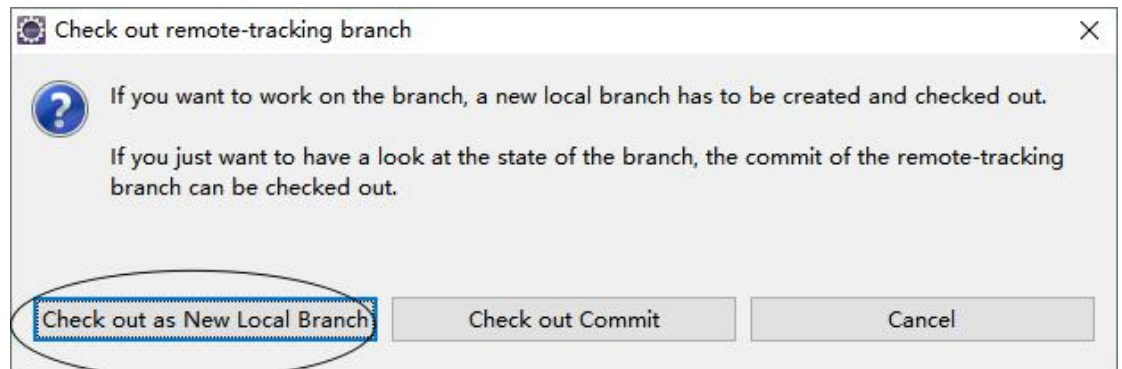 Check out remote-tracking branch
If you want to work on the branch, a new local branch has to be created and checked out.
If you just want to have a look at the state of the branch, the commit of the remote-tracking
branch can be checked out.
Check out as New Local Branch
Check out Commit
Cancel